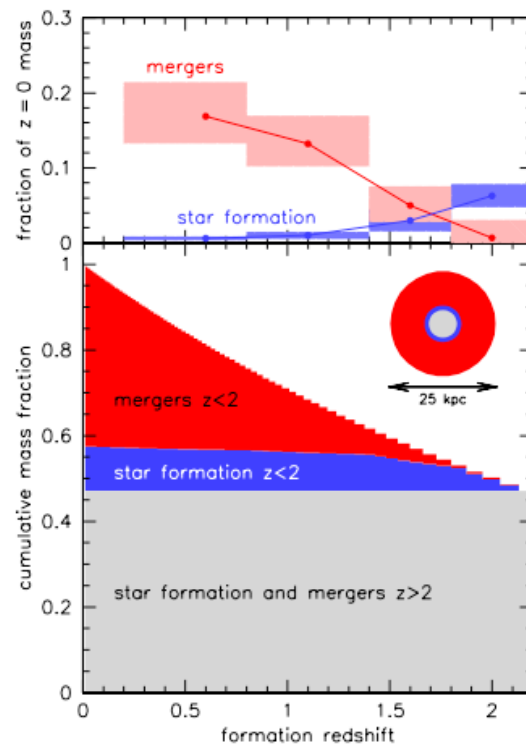 0.3
0.2
0.1
0
fraction of z = 0 mass
mergers
star formation
1
0.8
0.6
0.4
0.2
0
cumulative mass fraction
25 kpc
mergers z<2
star formation z<2
star formation and mergers z>2
0 0.5 1 1.5 2
formation redshift